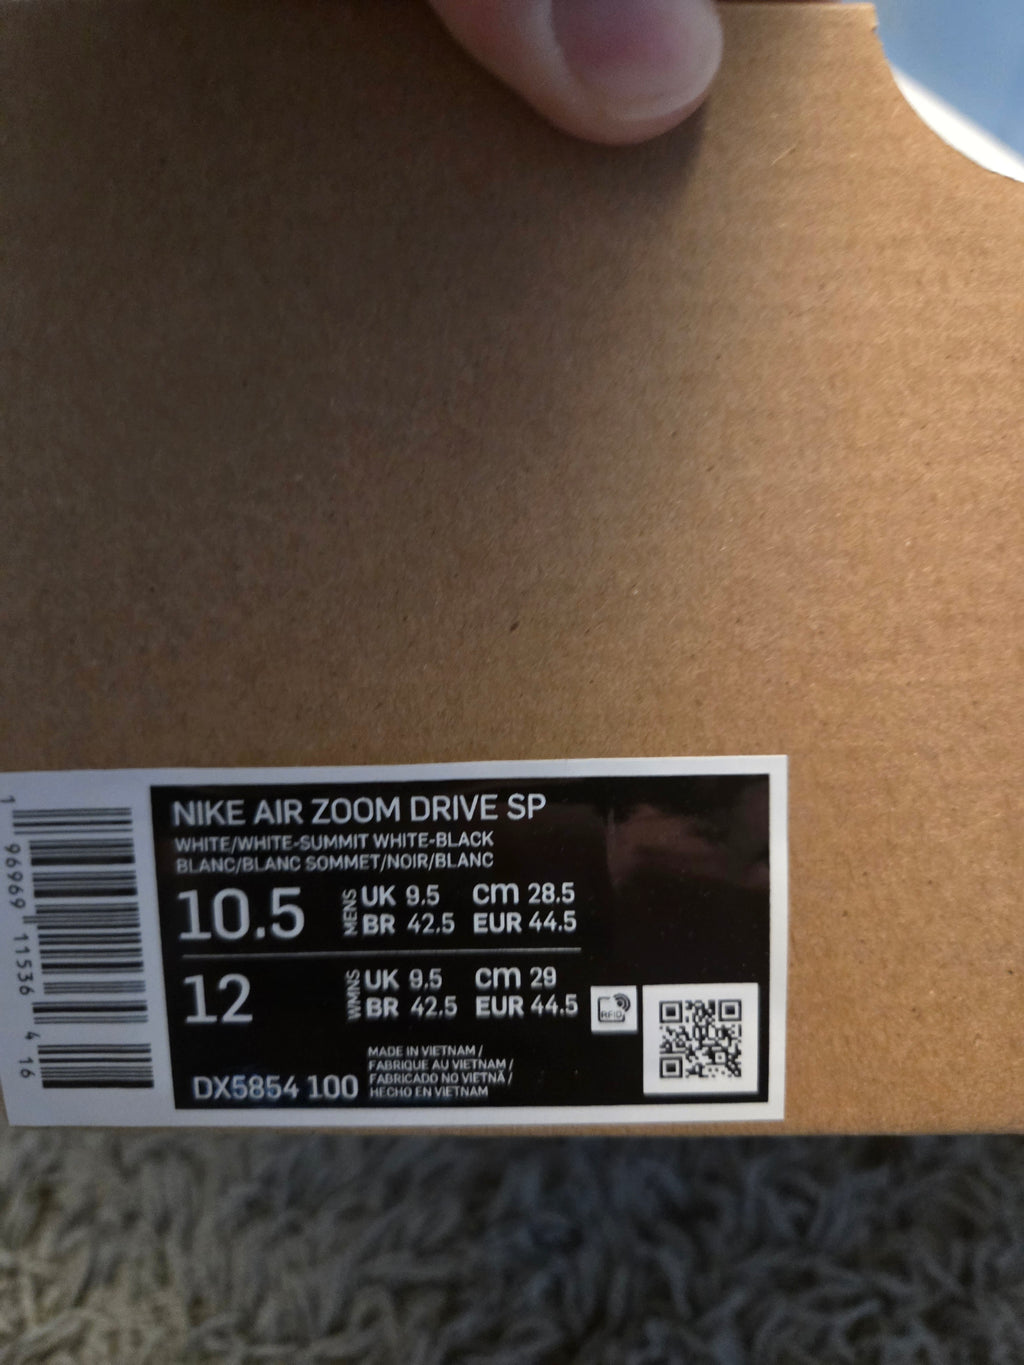 NIKE AIR ZOOM DRIVE SP
WHITE/WHITE-SUMMIT WHITE-BLACK
BLANC/BLANC SOMMET/NOIR/BLANC
10.5 MENS UK 9.5 cm 28.5
BR 42.5 EUR 44.5
12 WMNS UK 9.5 cm 29
BR 42.5 EUR 44.5
RFID
MADE IN VIETNAM /
FABRIQUE AU VIETNAM /
FABRICADO NO VIETNÃ /
HECHO EN VIETNAM
DX5854 100
1 96969 11536 4 16